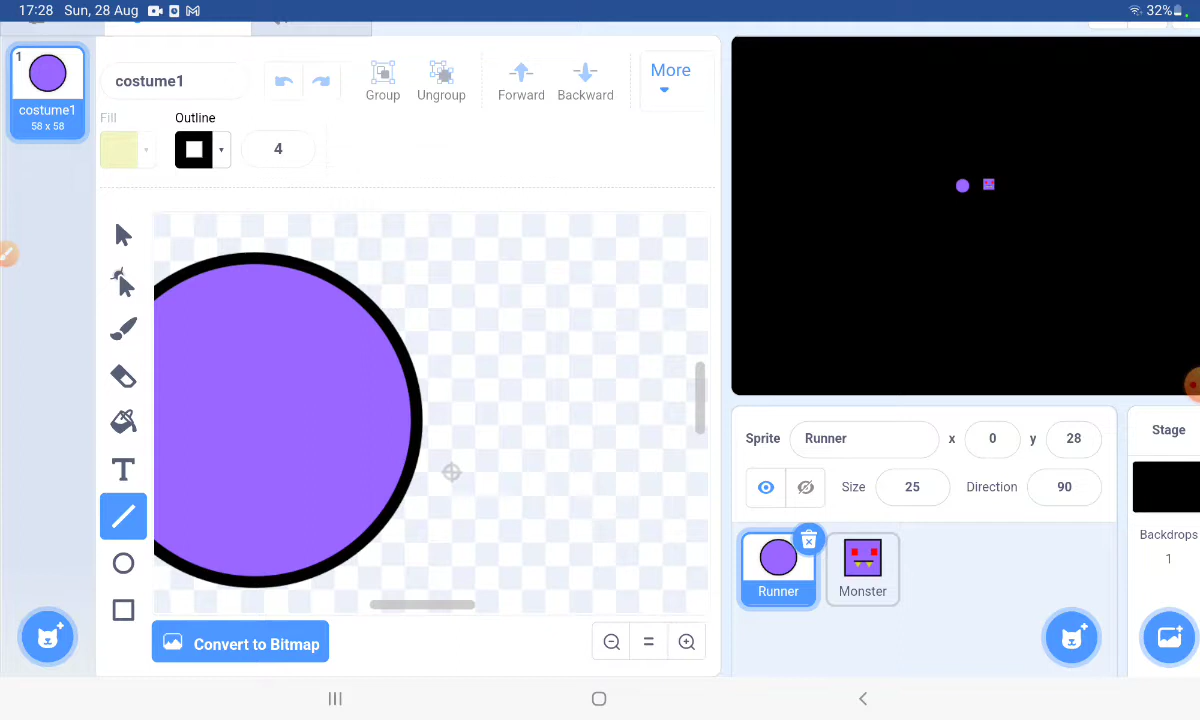 17:28 Sun, 28 Aug
32%
1
costume1
58 x 58
costume1
Group
Ungroup
Forward
Backward
More
Fill
Outline
4
T
Convert to Bitmap
=
Sprite
Runner
x
0
y
28
Size
25
Direction
90
Runner
Monster
Stage
Backdrops
1